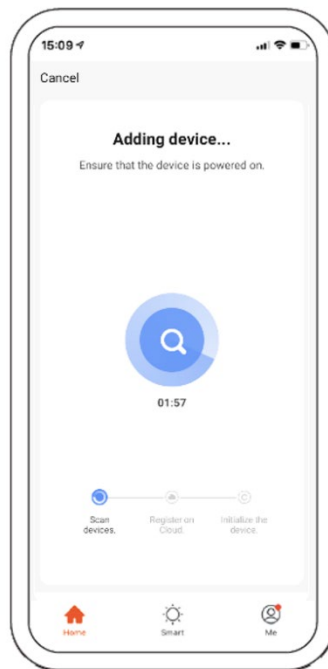 15:09
Cancel
Adding device...
Ensure that the device is powered on.
01:57
Scan
devices.
Register on
Cloud.
Initialize the
device.
Home
Smart
Me